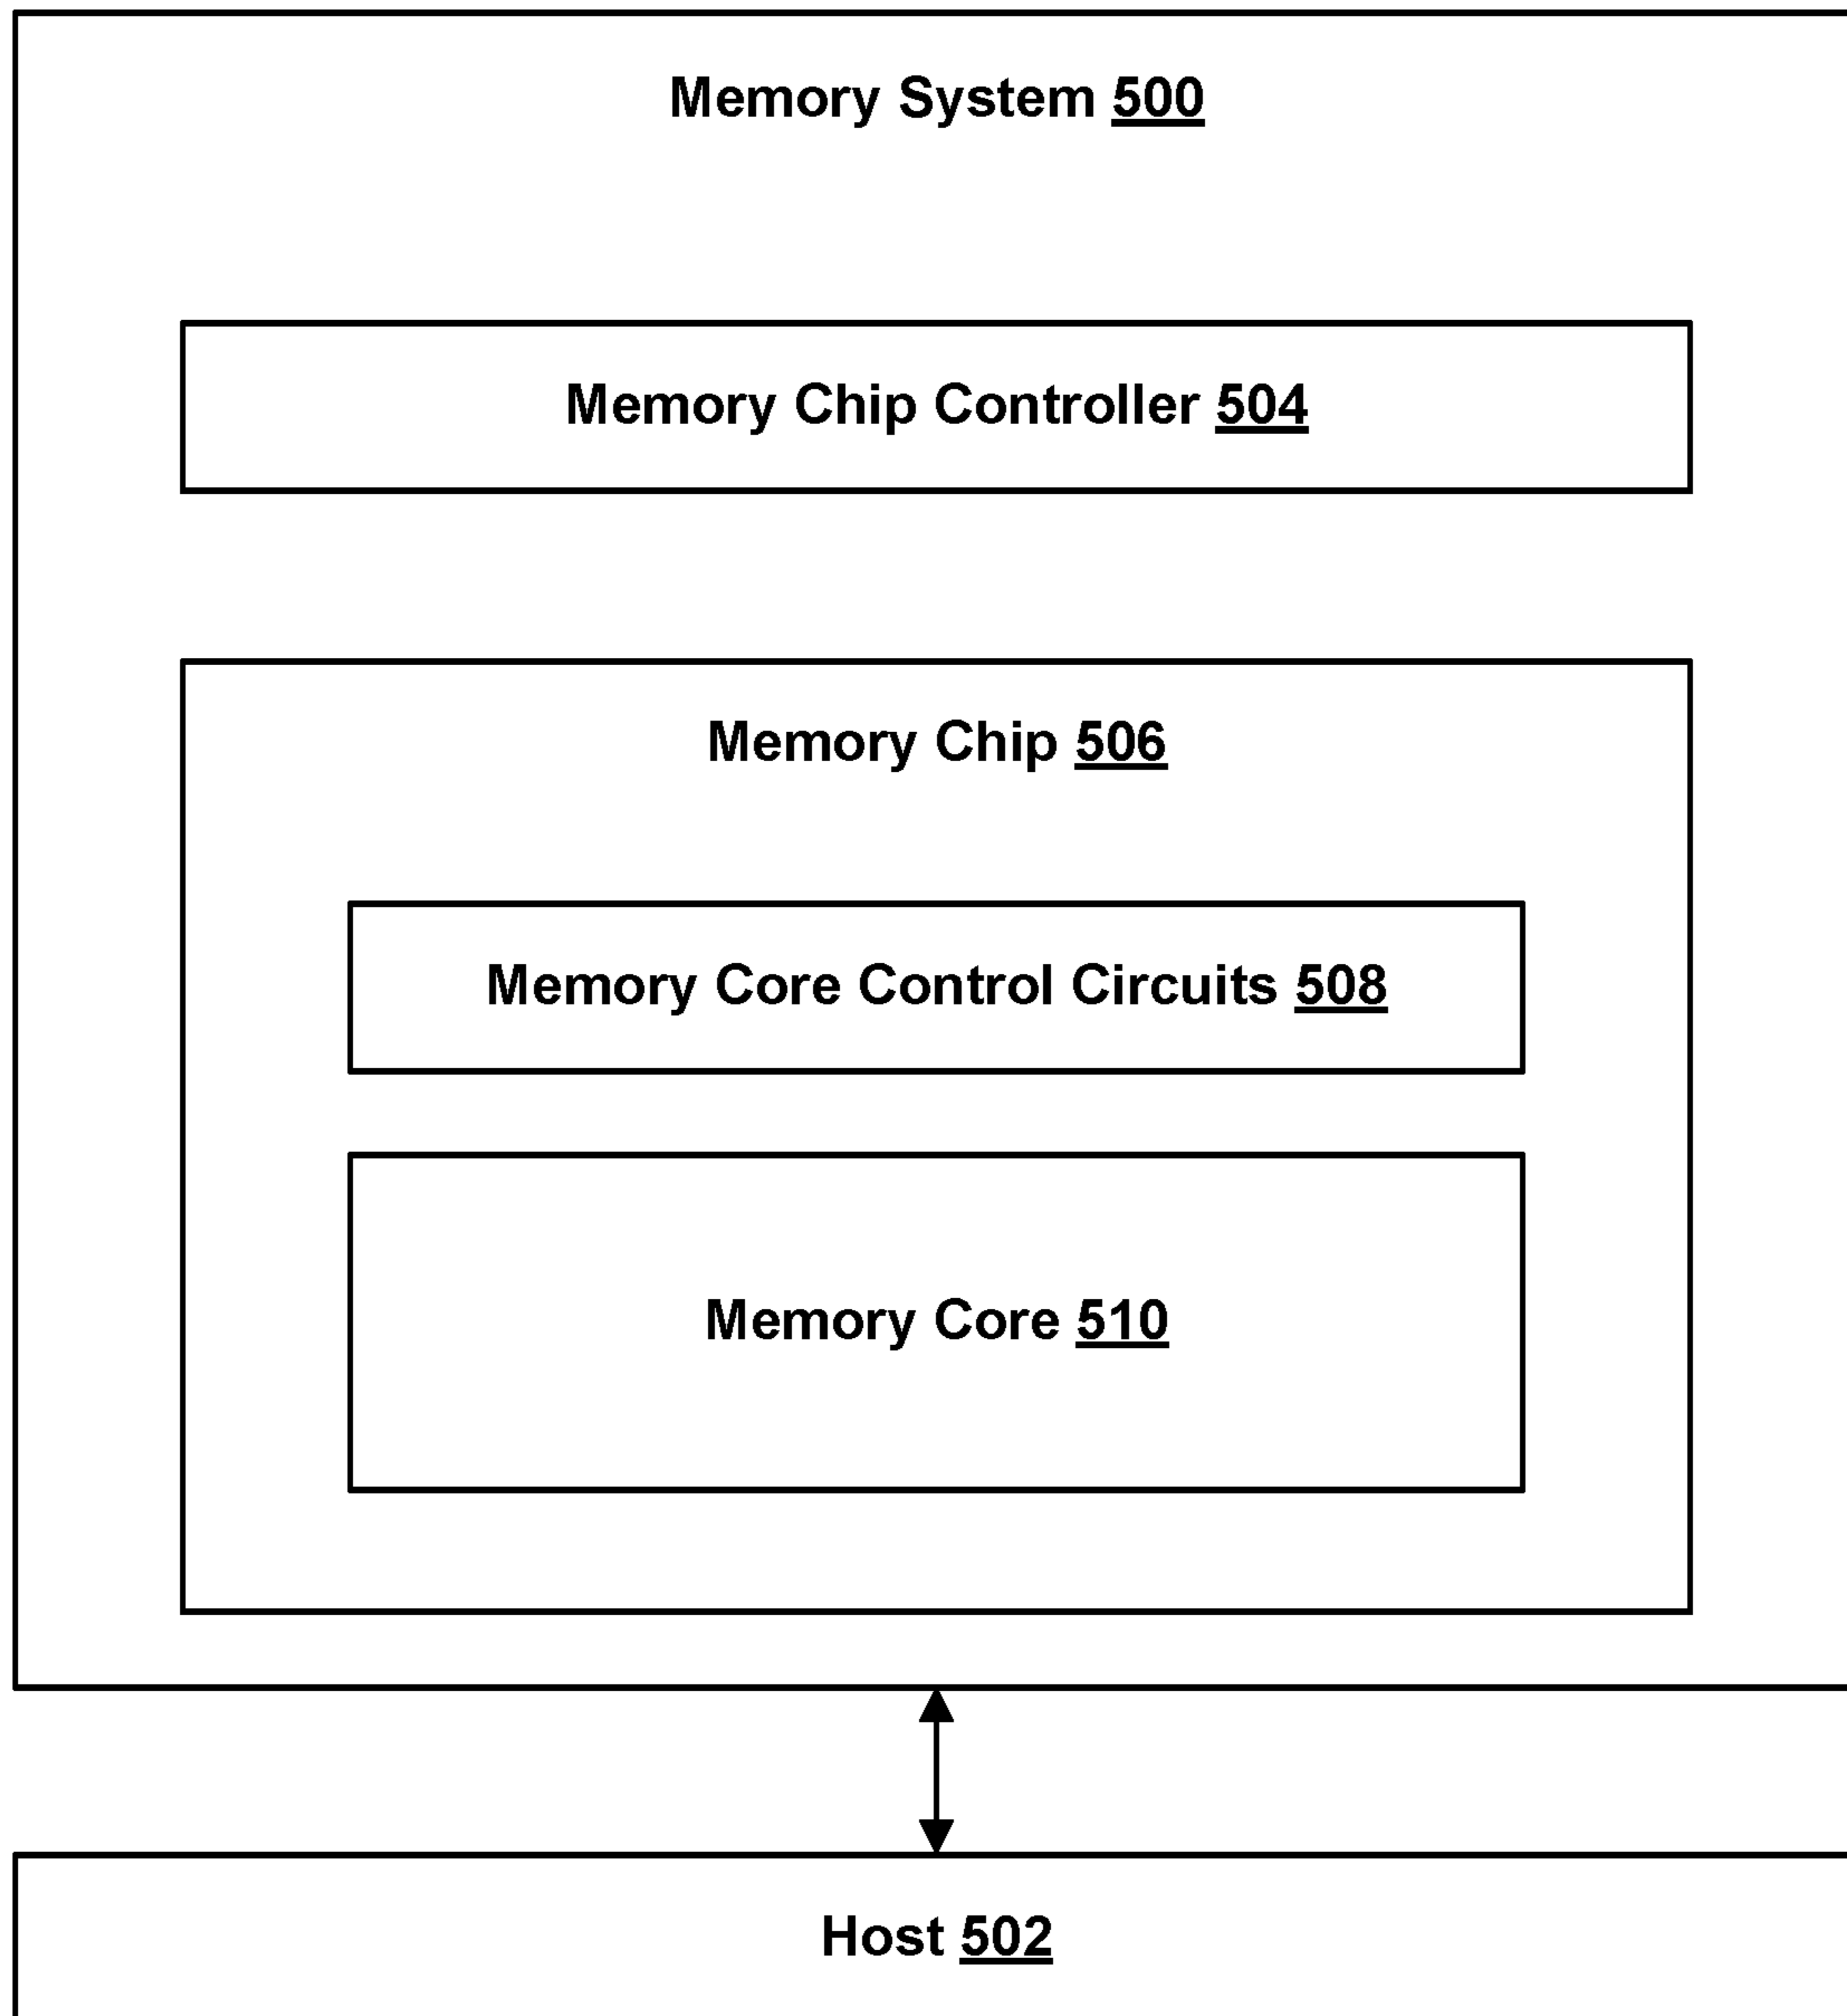 Memory System 500
Memory Chip Controller 504
Memory Chip 506
Memory Core Control Circuits 508
Memory Core 510
Host 502